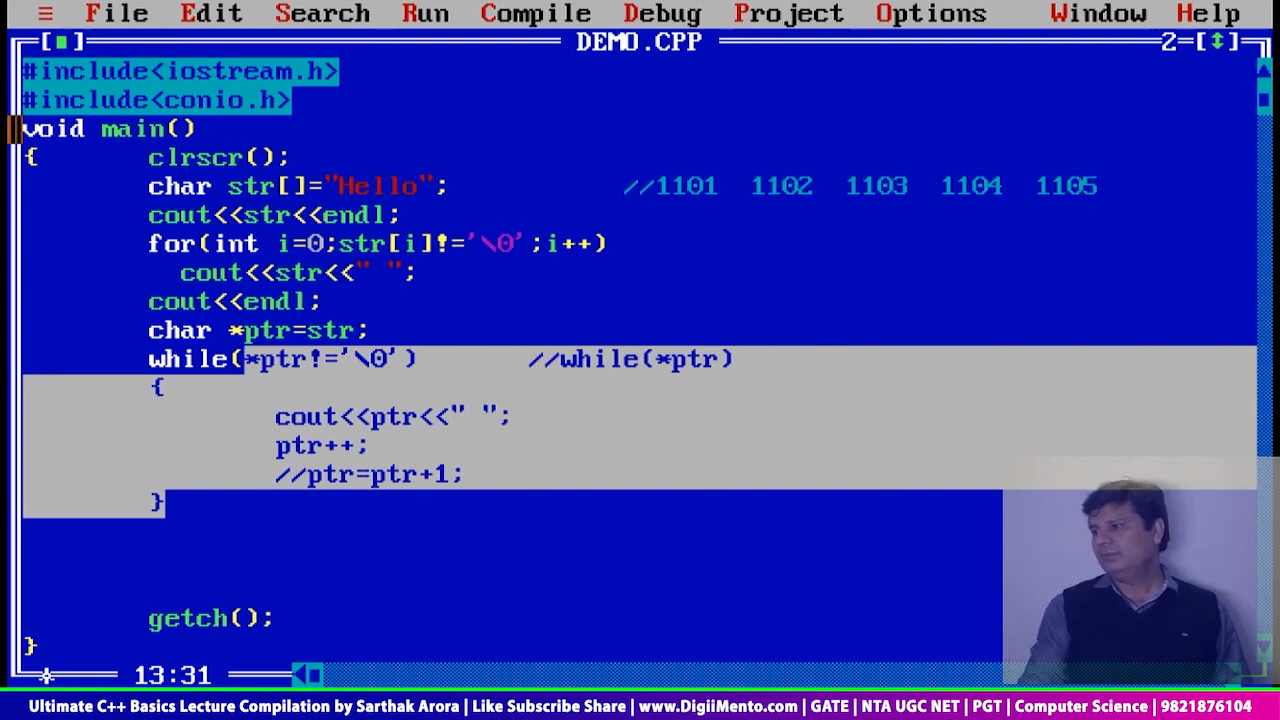 ≡ File Edit Search Run Compile Debug Project Options Window Help
DEMO.CPP 2
#include<iostream.h>
#include<conio.h>
void main()
{ clrscr();
char str[]="Hello"; //1101 1102 1103 1104 1105
cout<<str<<endl;
for(int i=0;str[i]!='\0';i++)
cout<<str<<" ";
cout<<endl;
char *ptr=str;
while(*ptr!='\0') //while(*ptr)
{
cout<<ptr<<" ";
ptr++;
//ptr=ptr+1;
}
getch();
}
13:31
Ultimate C++ Basics Lecture Compilation by Sarthak Arora | Like Subscribe Share | www.DigiiMento.com | GATE | NTA UGC NET | PGT | Computer Science | 9821876104